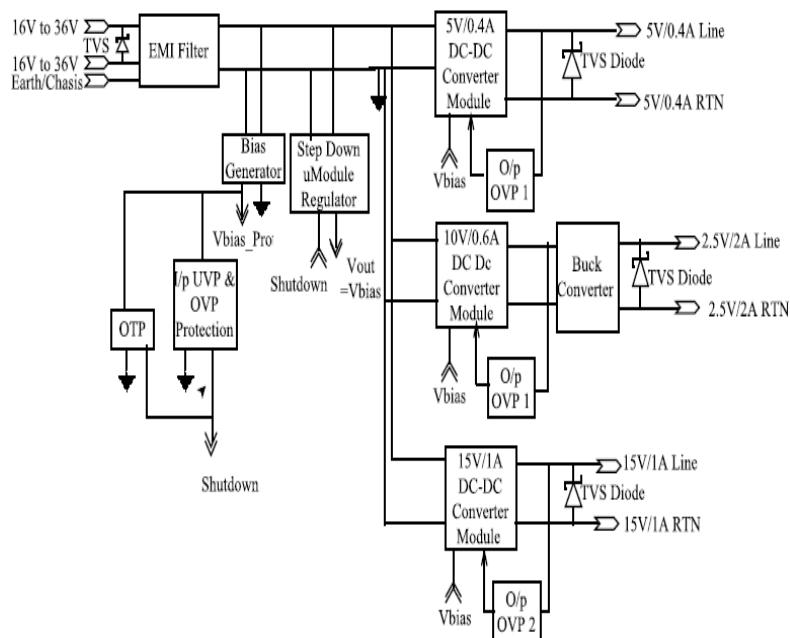 16V to 36V
TVS
16V to 36V
Earth/Chasis
EMI Filter
5V/0.4A
DC-DC
Converter
Module
5V/0.4A Line
TVS Diode
5V/0.4A RTN
Vbias
O/p
OVP 1
Bias
Generator
Step Down
uModule
Regulator
Vbias_Pro
Shutdown
Vout
=Vbias
I/p UVP &
OVP
Protection
OTP
Shutdown
10V/0.6A
DC Dc
Converter
Module
Buck
Converter
2.5V/2A Line
TVS Diode
2.5V/2A RTN
Vbias
O/p
OVP 1
15V/1A
DC-DC
Converter
Module
15V/1A Line
TVS Diode
15V/1A RTN
Vbias
O/p
OVP 2